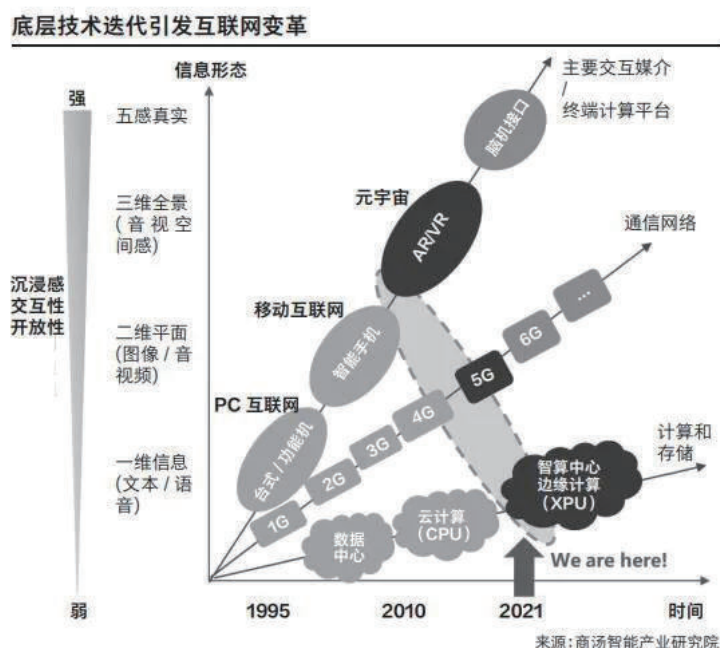 底层技术迭代引发互联网变革
信息形态
强
五感真实
三维全景
(音视空
间感)
沉浸感
交互性
开放性
二维平面
(图像/音
视频)
一维信息
(文本/语
音)
弱
主要交互媒介
/
终端计算平台
脑机接口
元宇宙
AR/VR
移动互联网
智能手机
PC 互联网
台式/功能机
通信网络
...
6G
5G
4G
3G
2G
1G
计算和
存储
智算中心
边缘计算
(XPU)
云计算
(CPU)
数据
中心
We are here!
1995
2010
2021
时间
来源:商汤智能产业研究院